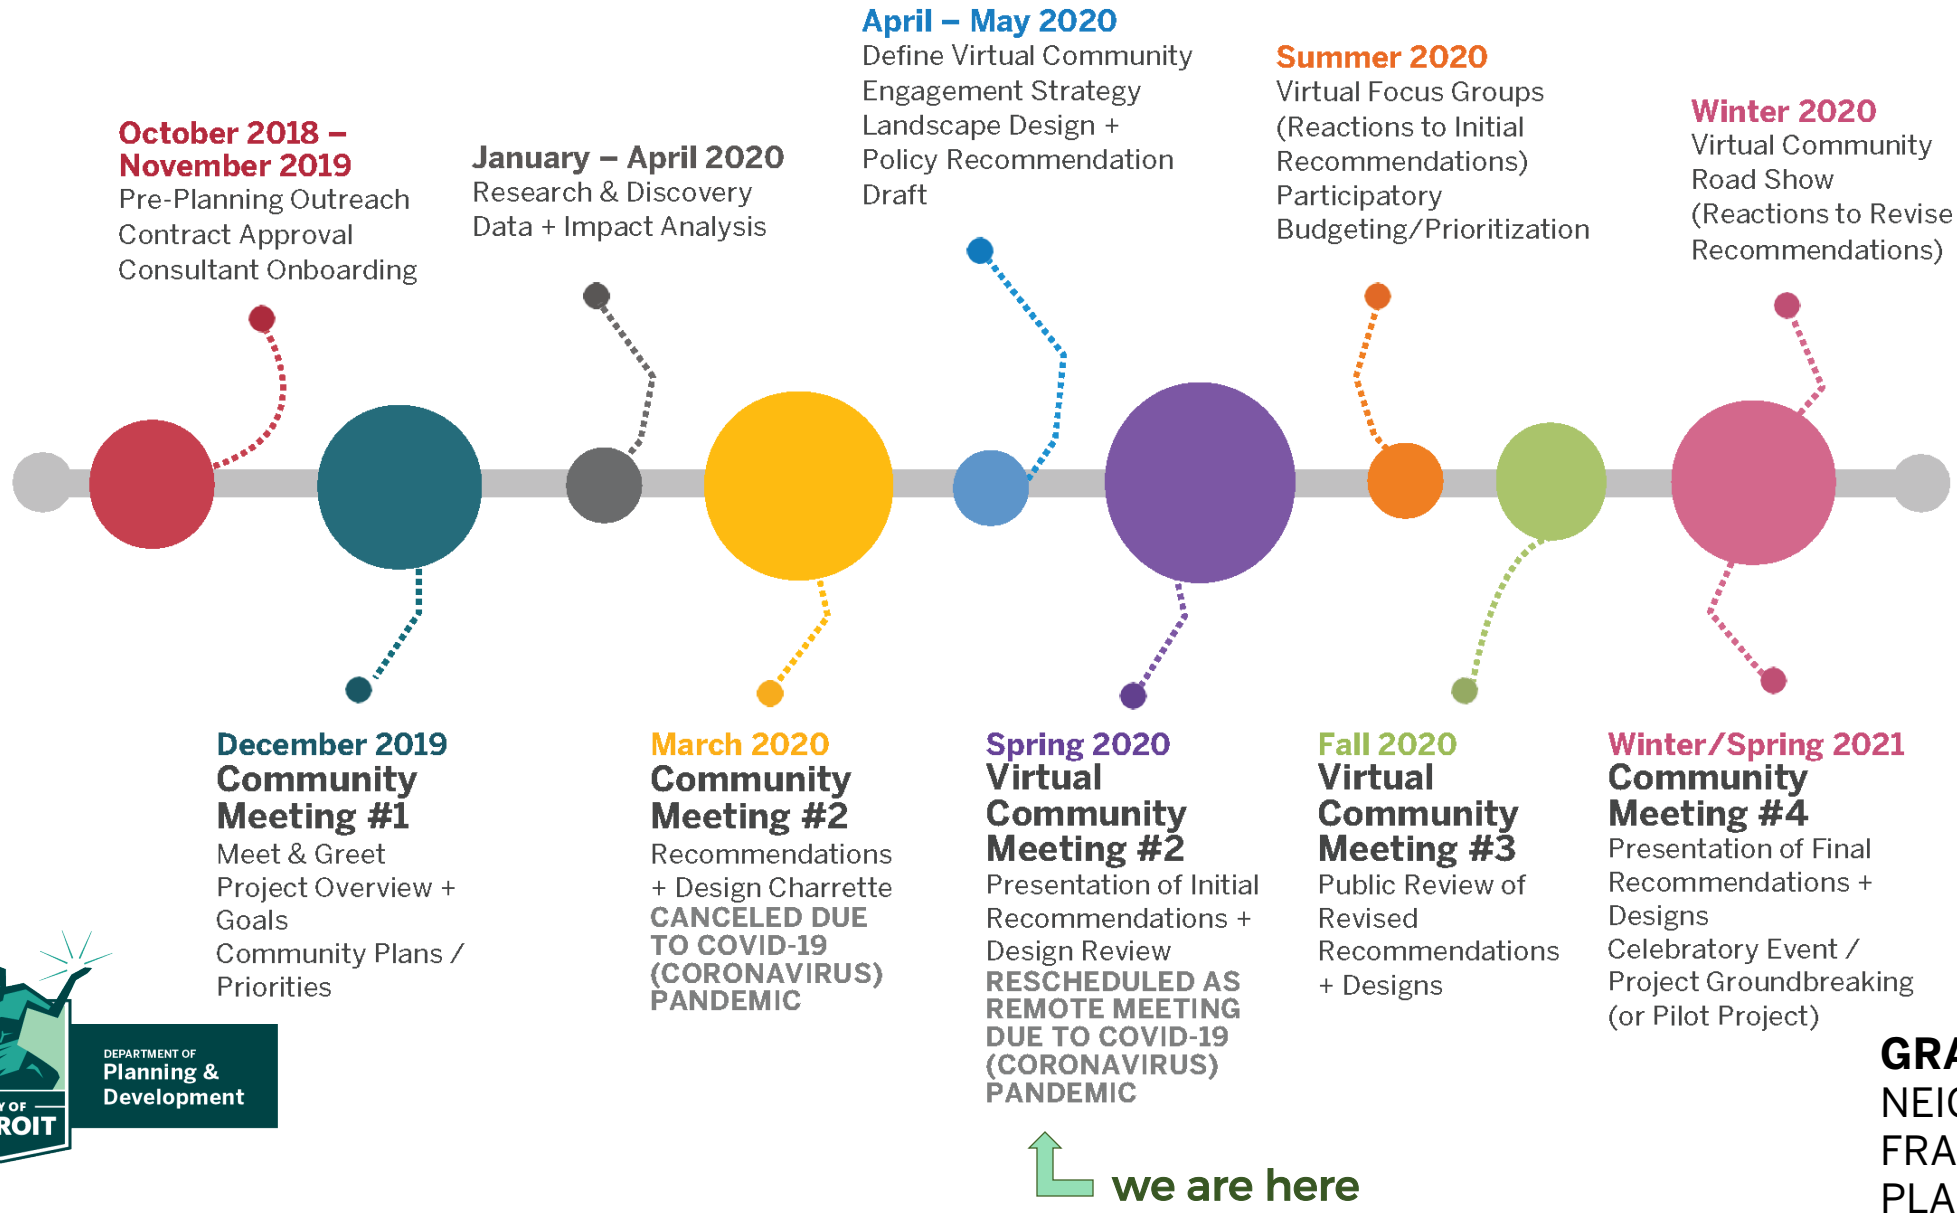 October 2018 –
November 2019
Pre-Planning Outreach
Contract Approval
Consultant Onboarding
January – April 2020
Research & Discovery
Data + Impact Analysis
April – May 2020
Define Virtual Community
Engagement Strategy
Landscape Design +
Policy Recommendation
Draft
Summer 2020
Virtual Focus Groups
(Reactions to Initial
Recommendations)
Participatory
Budgeting/Prioritization
Winter 2020
Virtual Community
Road Show
(Reactions to Revise
Recommendations)
December 2019
Community
Meeting #1
Meet & Greet
Project Overview +
Goals
Community Plans /
Priorities
March 2020
Community
Meeting #2
Recommendations
+ Design Charrette
CANCELED DUE
TO COVID-19
(CORONAVIRUS)
PANDEMIC
Spring 2020
Virtual
Community
Meeting #2
Presentation of Initial
Recommendations +
Design Review
RESCHEDULED AS
REMOTE MEETING
DUE TO COVID-19
(CORONAVIRUS)
PANDEMIC
Fall 2020
Virtual
Community
Meeting #3
Public Review of
Revised
Recommendations
+ Designs
Winter/Spring 2021
Community
Meeting #4
Presentation of Final
Recommendations +
Designs
Celebratory Event /
Project Groundbreaking
(or Pilot Project)
we are here
DEPARTMENT OF
Planning &
Development
Y OF
ROIT
GRA
NEIG
FRA
PLA